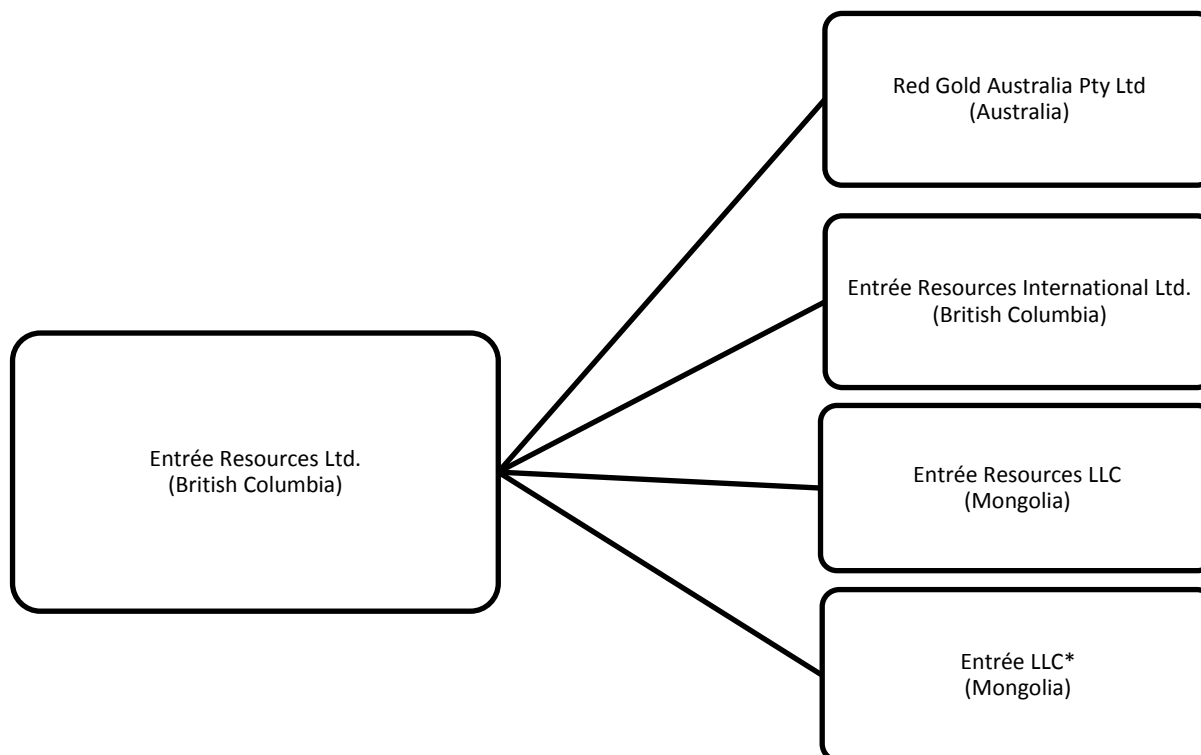 Red Gold Australia Pty Ltd
(Australia)
Entrée Resources International Ltd.
(British Columbia)
Entrée Resources Ltd.
(British Columbia)
Entrée Resources LLC
(Mongolia)
Entrée LLC*
(Mongolia)